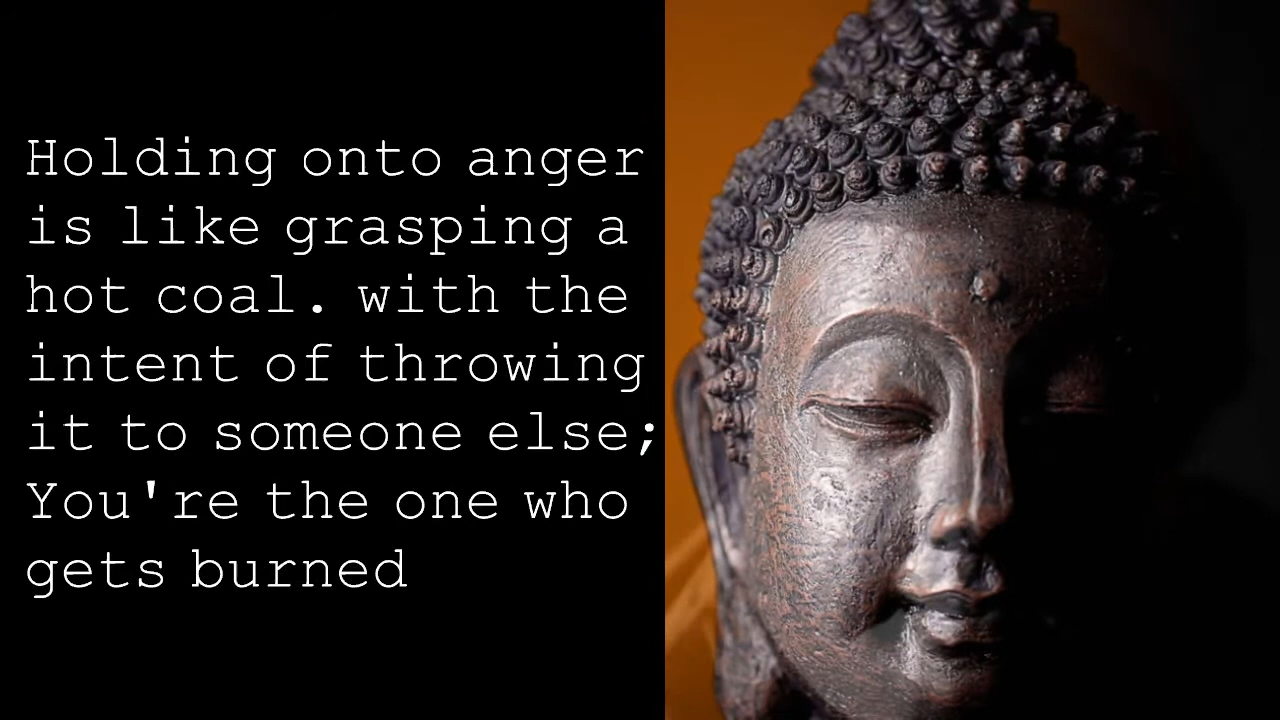 Holding onto anger
is like grasping a
hot coal. with the
intent of throwing
it to someone else;
You're the one who
gets burned